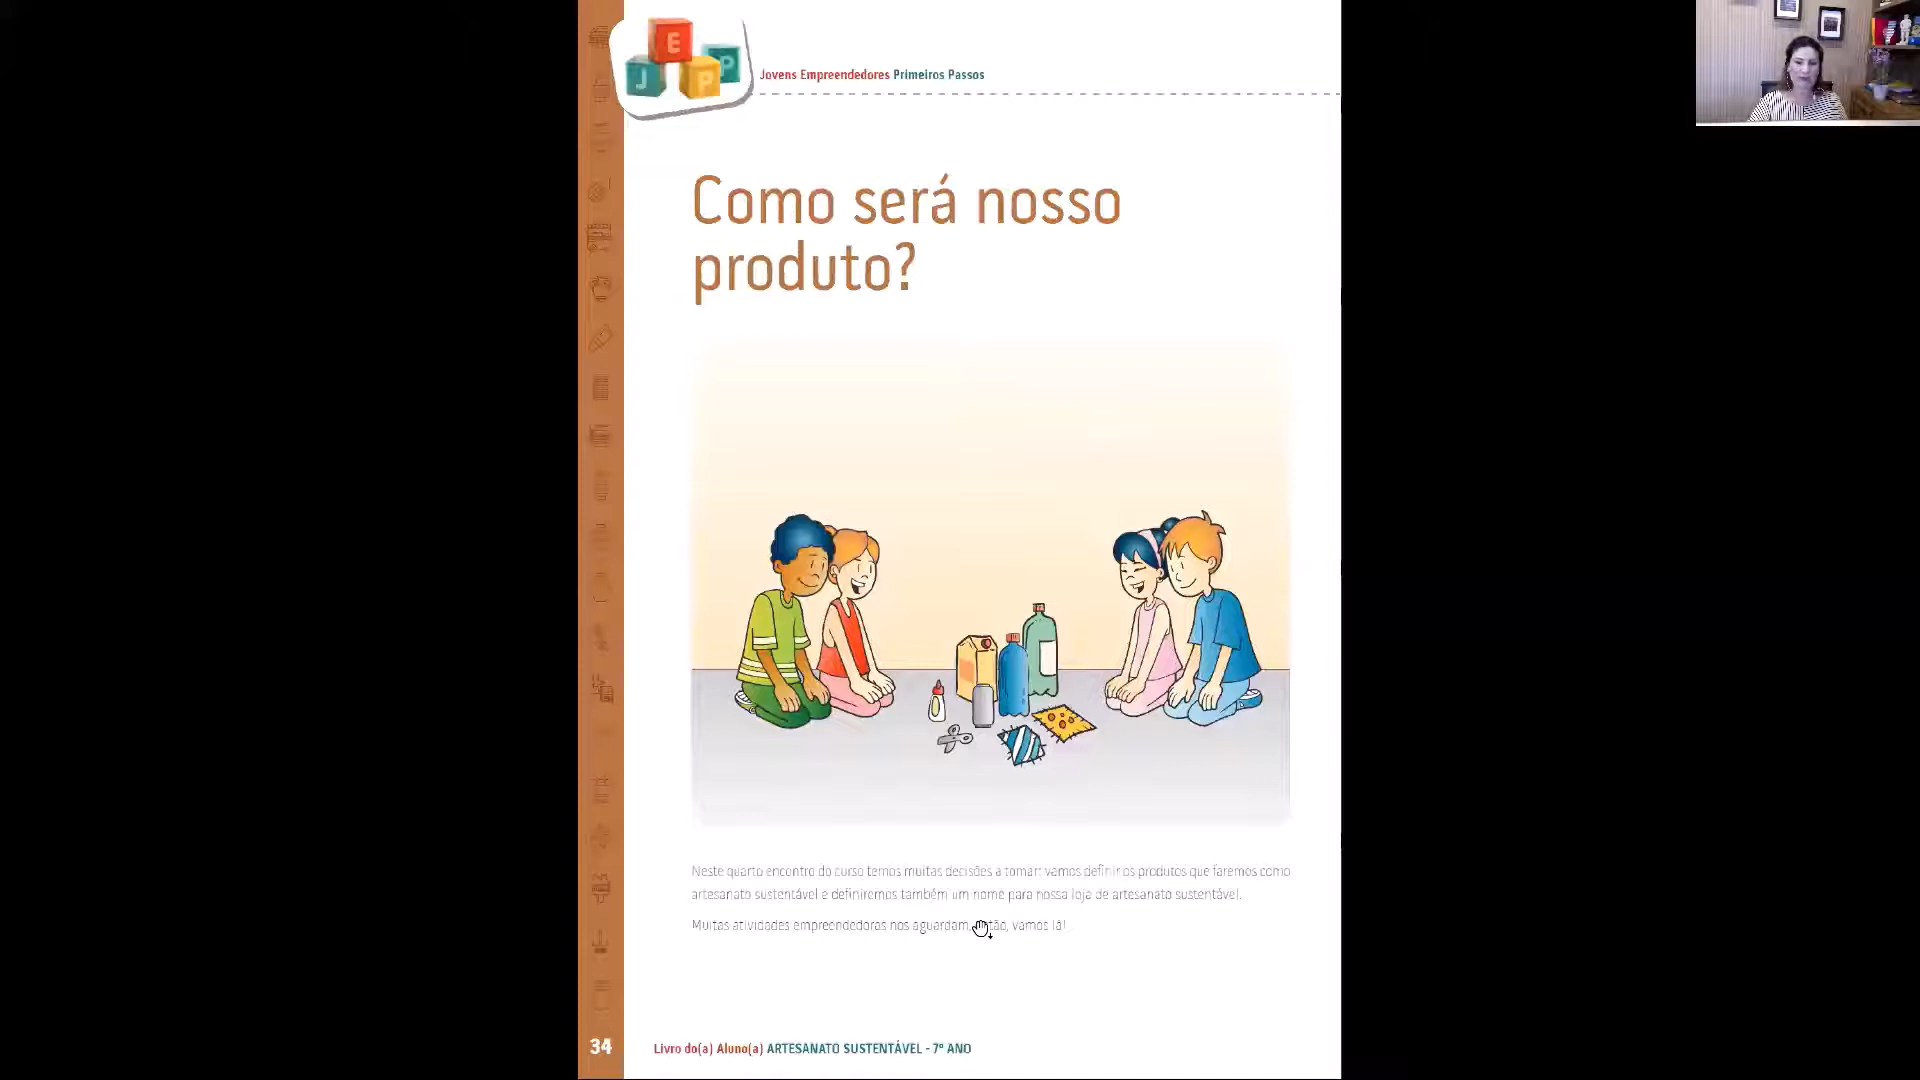 E
J P P
Jovens Empreendedores Primeiros Passos
Como será nosso
produto?
Neste quarto encontro do curso temos muitas decisões a tomar: vamos definir os produtos que faremos como
artesanato sustentável e definiremos também um nome para nossa loja de artesanato sustentável.
Muitas atividades empreendedoras nos aguardam, vamos lá!
34
Livro do(a) Aluno(a) ARTESANATO SUSTENTÁVEL - 7º ANO